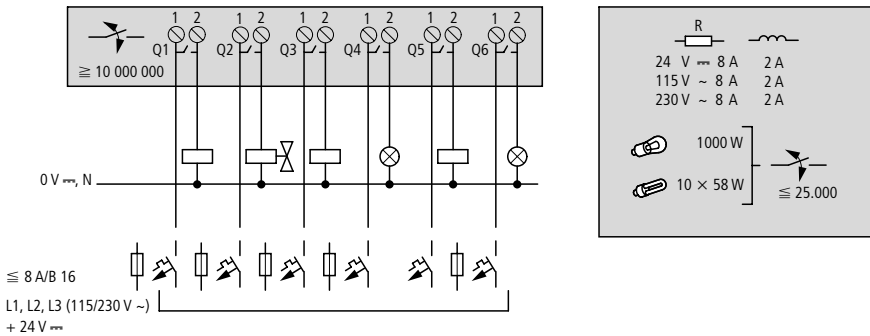 1 2 1 2 1 2 1 2 1 2 1 2
Q1 Q2 Q3 Q4 Q5 Q6
≧ 10 000 000
0 V ⎓, N
≦ 8 A/B 16
L1, L2, L3 (115/230 V ~)
+ 24 V ⎓
R
24 V ⎓ 8 A 2 A
115 V ~ 8 A 2 A
230 V ~ 8 A 2 A
1000 W
10 × 58 W
≦ 25.000